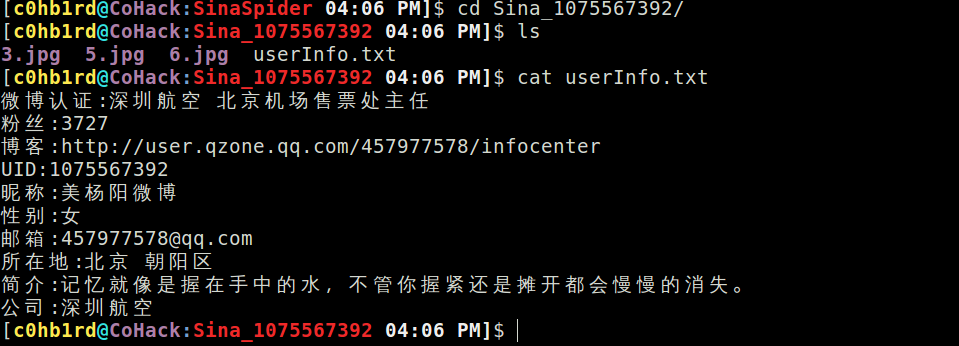 [c0hb1rd@CoHack:SinaSpider 04:06 PM]$ cd Sina_1075567392/
[c0hb1rd@CoHack:Sina_1075567392 04:06 PM]$ ls
3.jpg 5.jpg 6.jpg userInfo.txt
[c0hb1rd@CoHack:Sina_1075567392 04:06 PM]$ cat userInfo.txt
微博认证:深圳航空 北京机场售票处主任
粉丝:3727
博客:http://user.qzone.qq.com/457977578/infocenter
UID:1075567392
昵称:美杨阳微博
性别:女
邮箱:457977578@qq.com
所在地:北京 朝阳区
简介:记忆就像是握在手中的水，不管你握紧还是摊开都会慢慢的消失。
公司:深圳航空
[c0hb1rd@CoHack:Sina_1075567392 04:06 PM]$